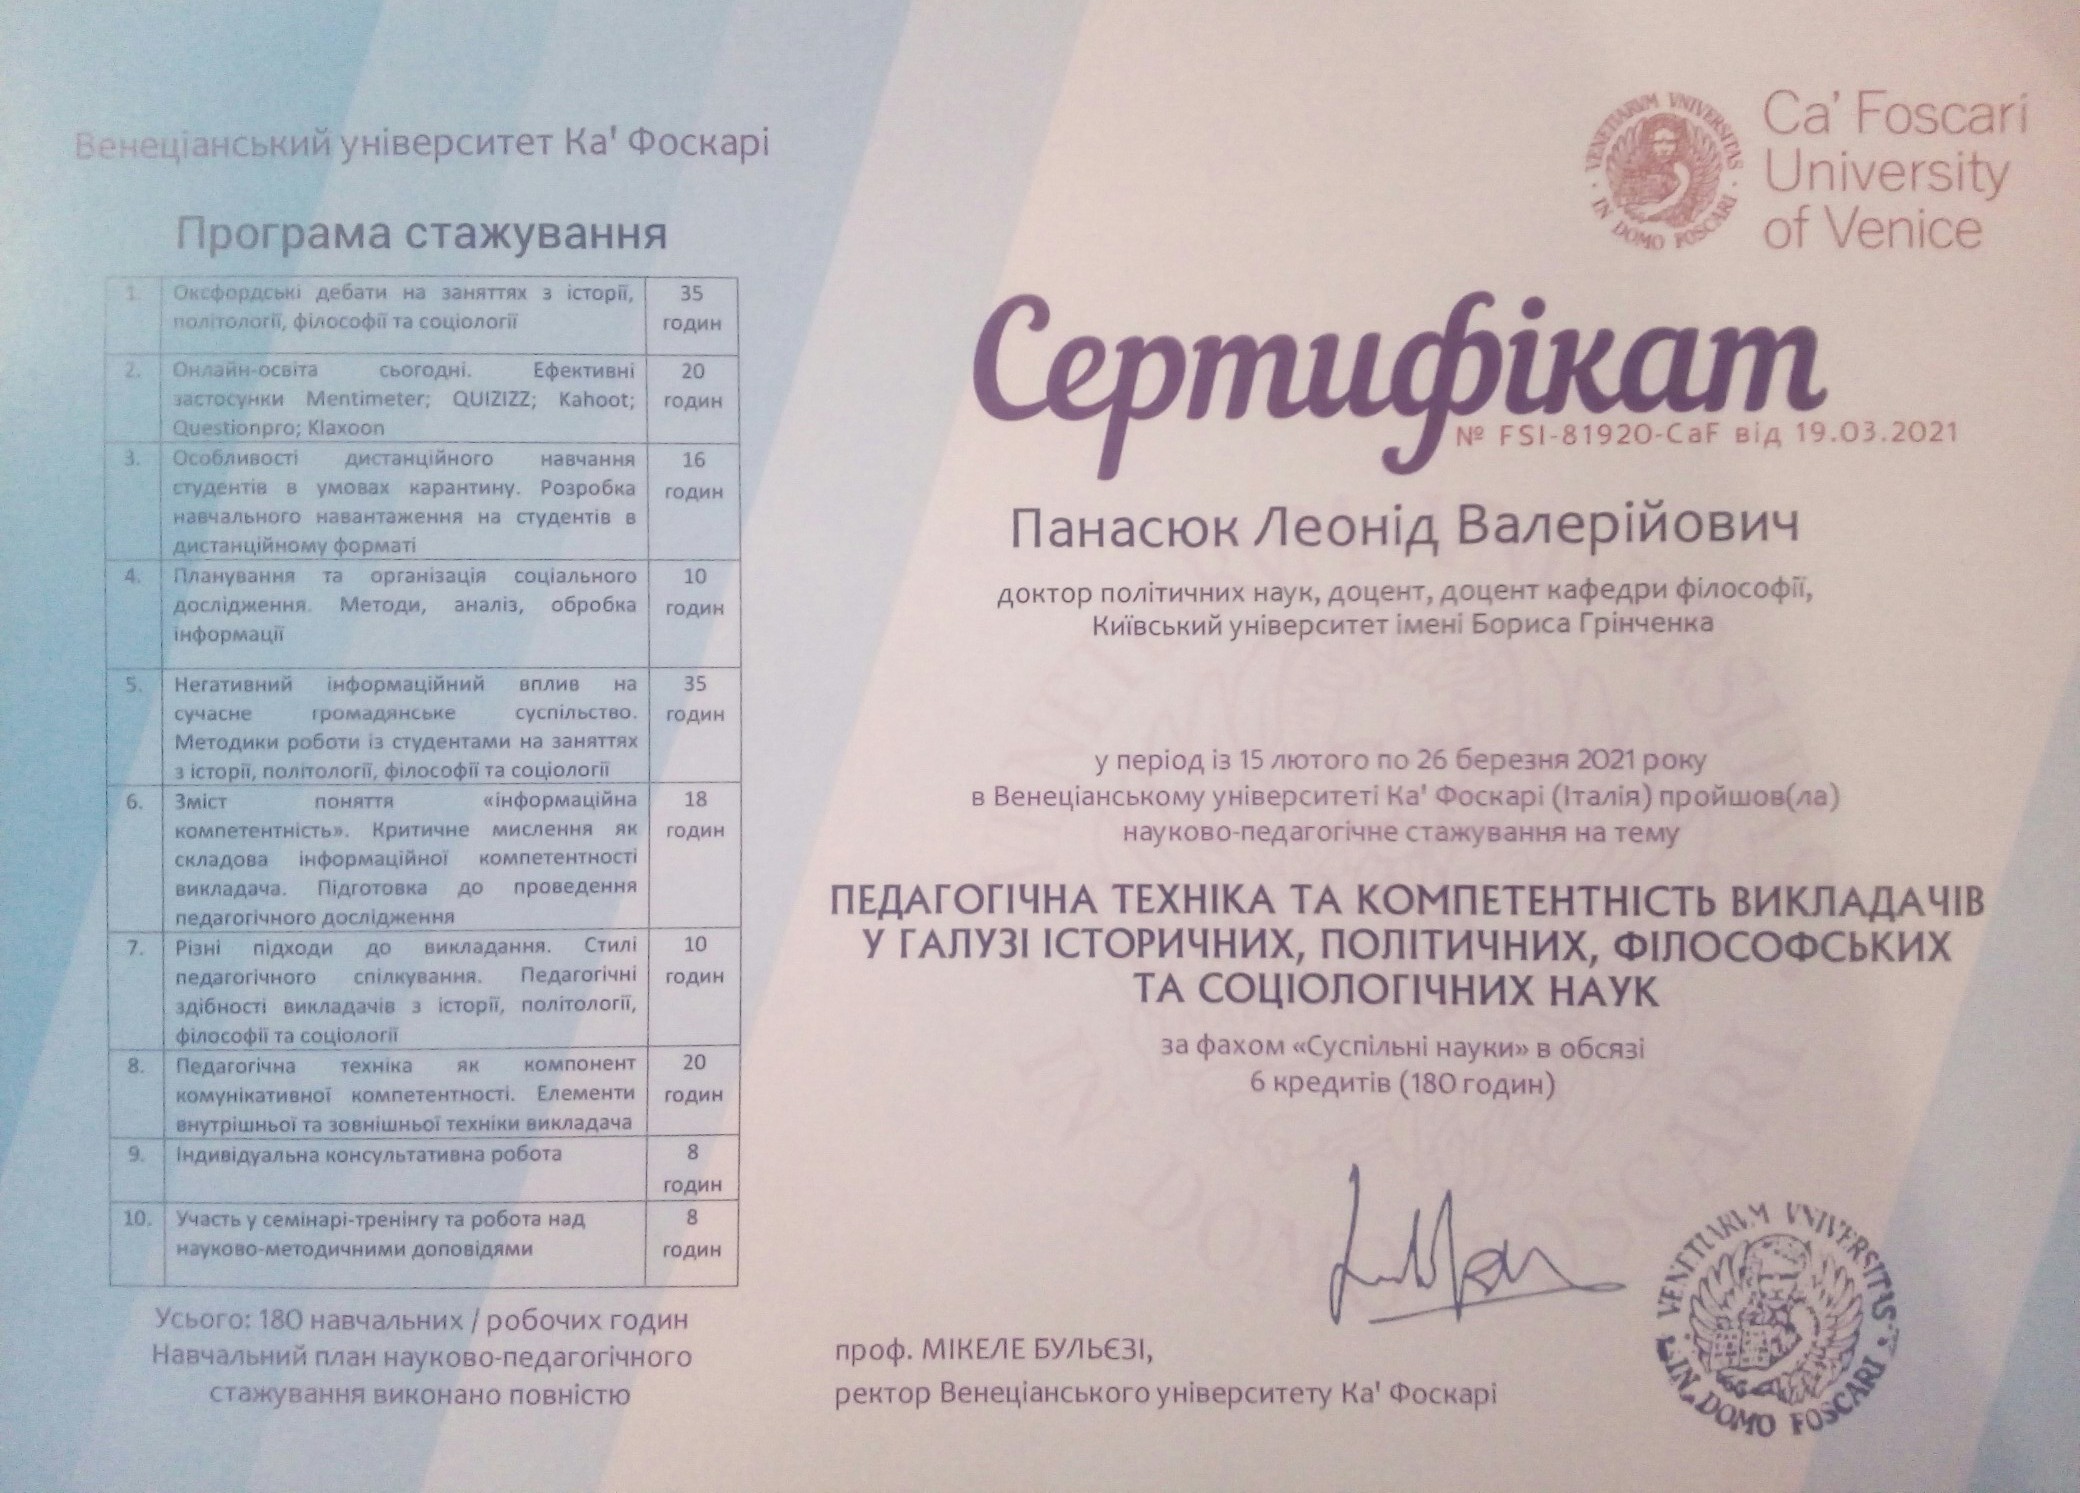 Венеціанський університет Ка' Фоскарі
Програма стажування
1. Оксфордські дебати на заняттях з історії, 35
політології, філософії та соціології годин
2. Онлайн-освіта сьогодні. Ефективні 20
застосунки Mentimeter; QUIZIZZ; Kahoot; годин
Questionpro; Klaxoon
3. Особливості дистанційного навчання 16
студентів в умовах карантину. Розробка годин
навчального навантаження на студентів в
дистанційному форматі
4. Планування та організація соціального 10
дослідження. Методи, аналіз, обробка годин
інформації
5. Негативний інформаційний вплив на 35
сучасне громадянське суспільство. годин
Методики роботи із студентами на заняттях
з історії, політології, філософії та соціології
6. Зміст поняття «інформаційна 18
компетентність». Критичне мислення як годин
складова інформаційної компетентності
викладача. Підготовка до проведення
педагогічного дослідження
7. Різні підходи до викладання. Стилі 10
педагогічного спілкування. Педагогічні годин
здібності викладачів з історії, політології,
філософії та соціології
8. Педагогічна техніка як компонент 20
комунікативної компетентності. Елементи годин
внутрішньої та зовнішньої техніки викладача
9. Індивідуальна консультативна робота 8
годин
10. Участь у семінарі-тренінгу та робота над 8
науково-методичними доповідями годин
Усього: 180 навчальних / робочих годин
Навчальний план науково-педагогічного
стажування виконано повністю
VENETIARVM VNIVERSITAS
IN DOMO FOSCARI
Ca' Foscari
University
of Venice
Сертифікат
№ FSI-81920-CaF від 19.03.2021
Панасюк Леонід Валерійович
доктор політичних наук, доцент, доцент кафедри філософії,
Київський університет імені Бориса Грінченка
у період із 15 лютого по 26 березня 2021 року
в Венеціанському університеті Ка' Фоскарі (Італія) пройшов(ла)
науково-педагогічне стажування на тему
ПЕДАГОГІЧНА ТЕХНІКА ТА КОМПЕТЕНТНІСТЬ ВИКЛАДАЧІВ
У ГАЛУЗІ ІСТОРИЧНИХ, ПОЛІТИЧНИХ, ФІЛОСОФСЬКИХ
ТА СОЦІОЛОГІЧНИХ НАУК
за фахом «Суспільні науки» в обсязі
6 кредитів (180 годин)
проф. МІКЕЛЕ БУЛЬЄЗІ,
ректор Венеціанського університету Ка' Фоскарі
VENETIARVM VNIVERSITAS
IN DOMO FOSCARI